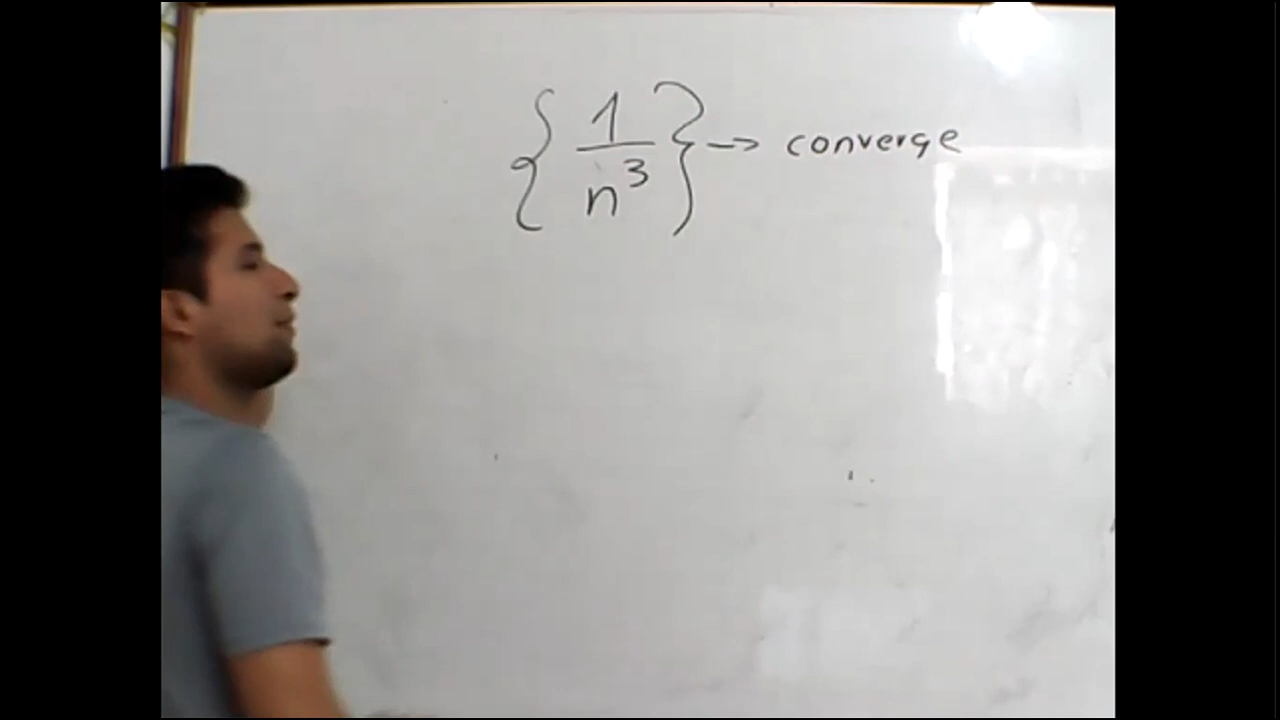 { 1/n³ } → converge